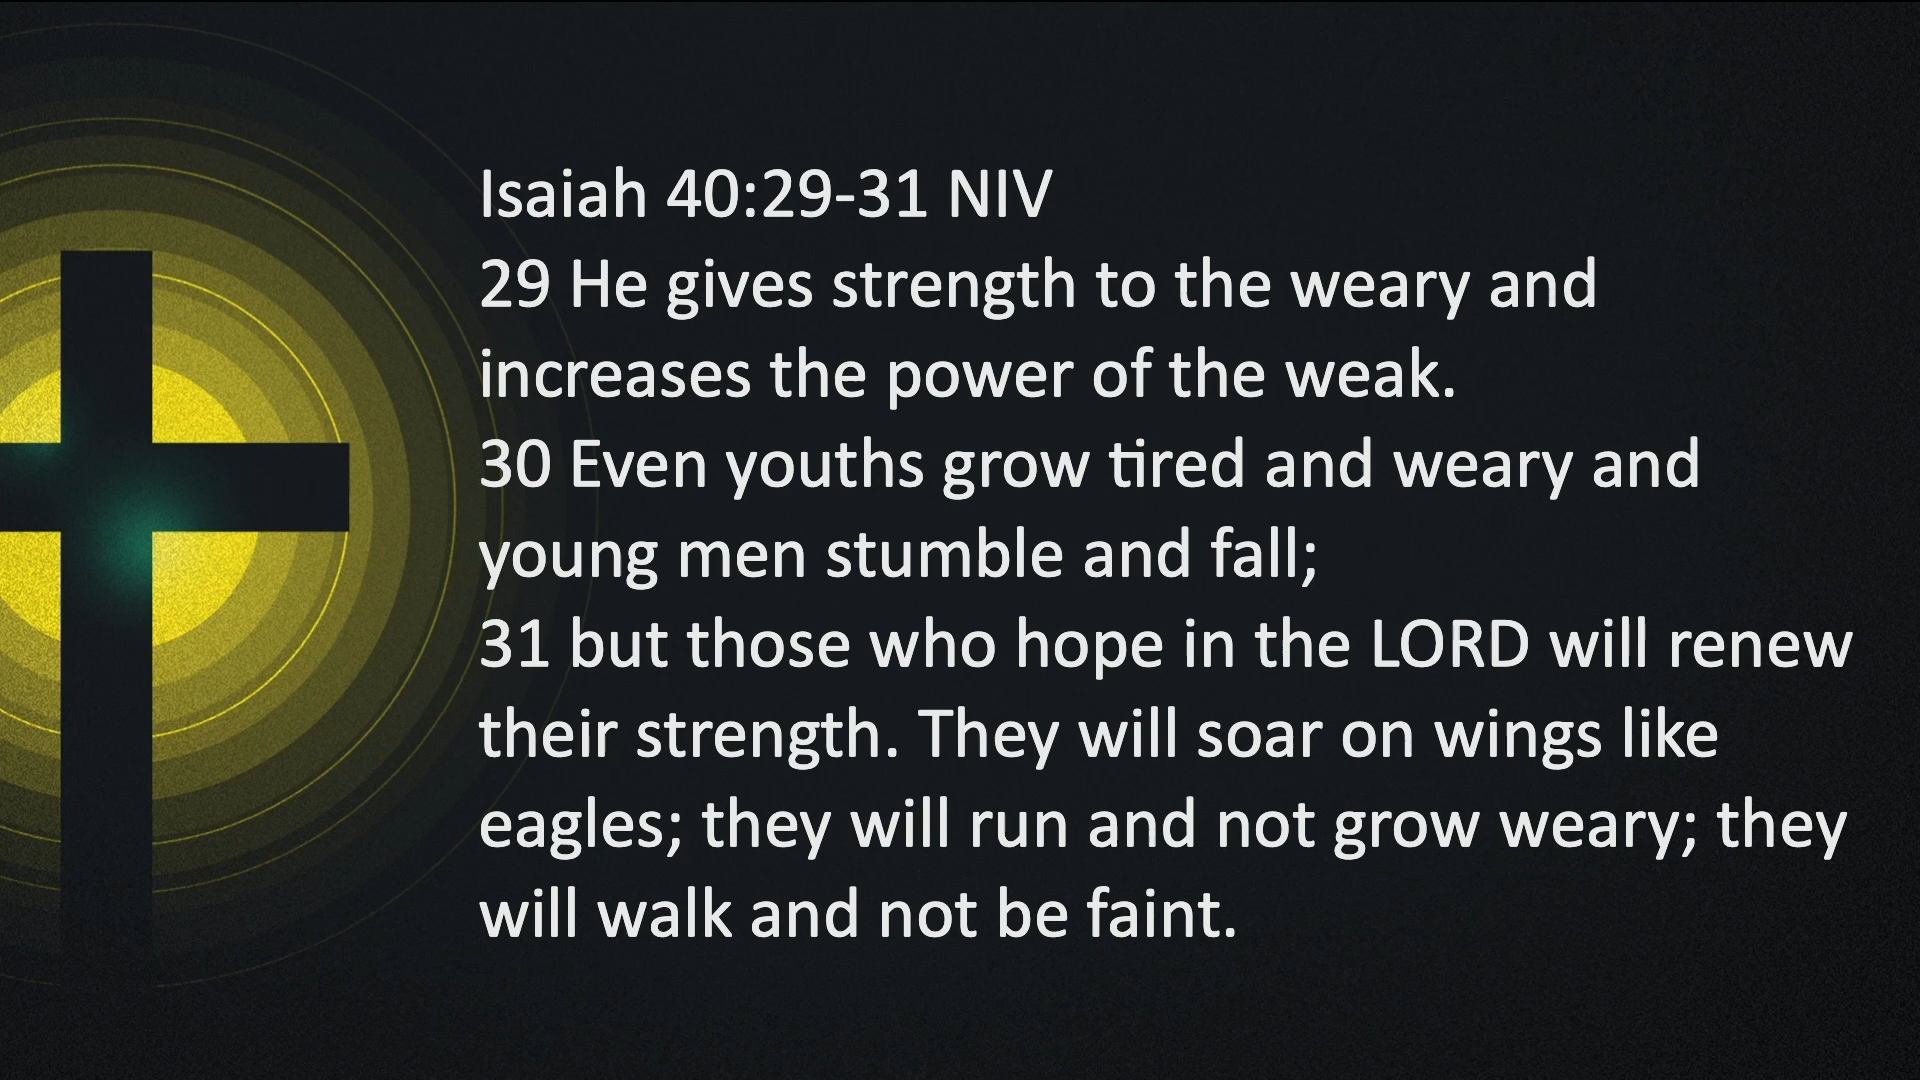 Isaiah 40:29-31 NIV
29 He gives strength to the weary and
increases the power of the weak.
30 Even youths grow tired and weary and
young men stumble and fall;
31 but those who hope in the LORD will renew
their strength. They will soar on wings like
eagles; they will run and not grow weary; they
will walk and not be faint.